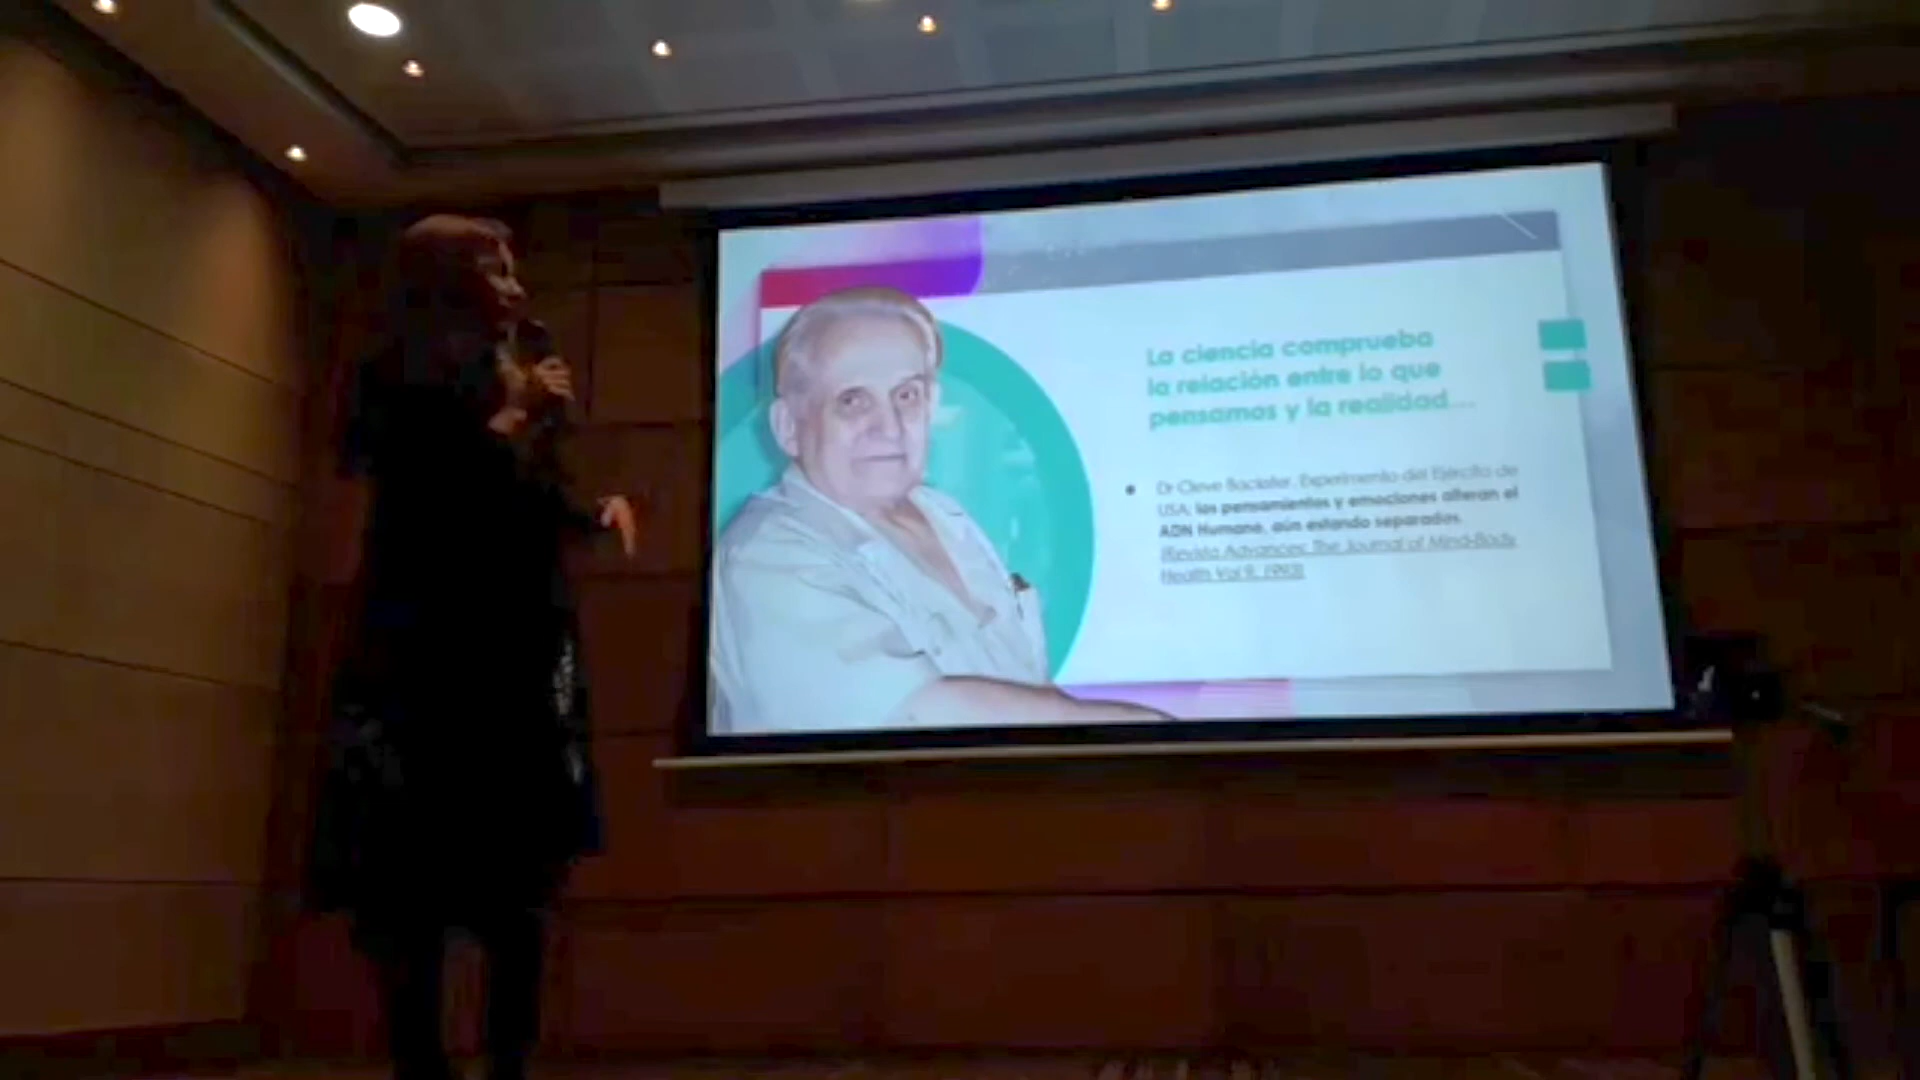 La ciencia comprueba
la relación entre lo que
pensamos y la realidad...
• Dr Cleve Backster, Experimento del Ejército de
USA: los pensamientos y emociones alteran el
ADN Humano, aún estando separados.
(Revista Advances: The Journal of Mind-Body
Health Vol 9, 1993)